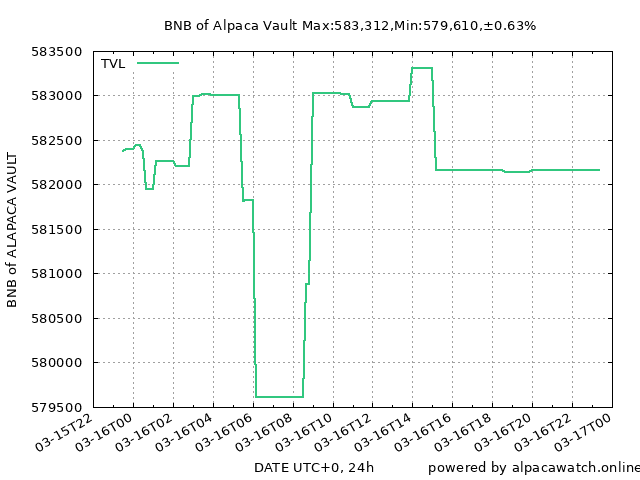 BNB of Alpaca Vault Max:583,312,Min:579,610,±0.63%
TVL
583500
583000
582500
582000
581500
581000
580500
580000
579500
BNB of ALAPACA VAULT
03-15T22
03-16T00
03-16T02
03-16T04
03-16T06
03-16T08
03-16T10
03-16T12
03-16T14
03-16T16
03-16T18
03-16T20
03-16T22
03-17T00
DATE UTC+0, 24h
powered by alpacawatch.online